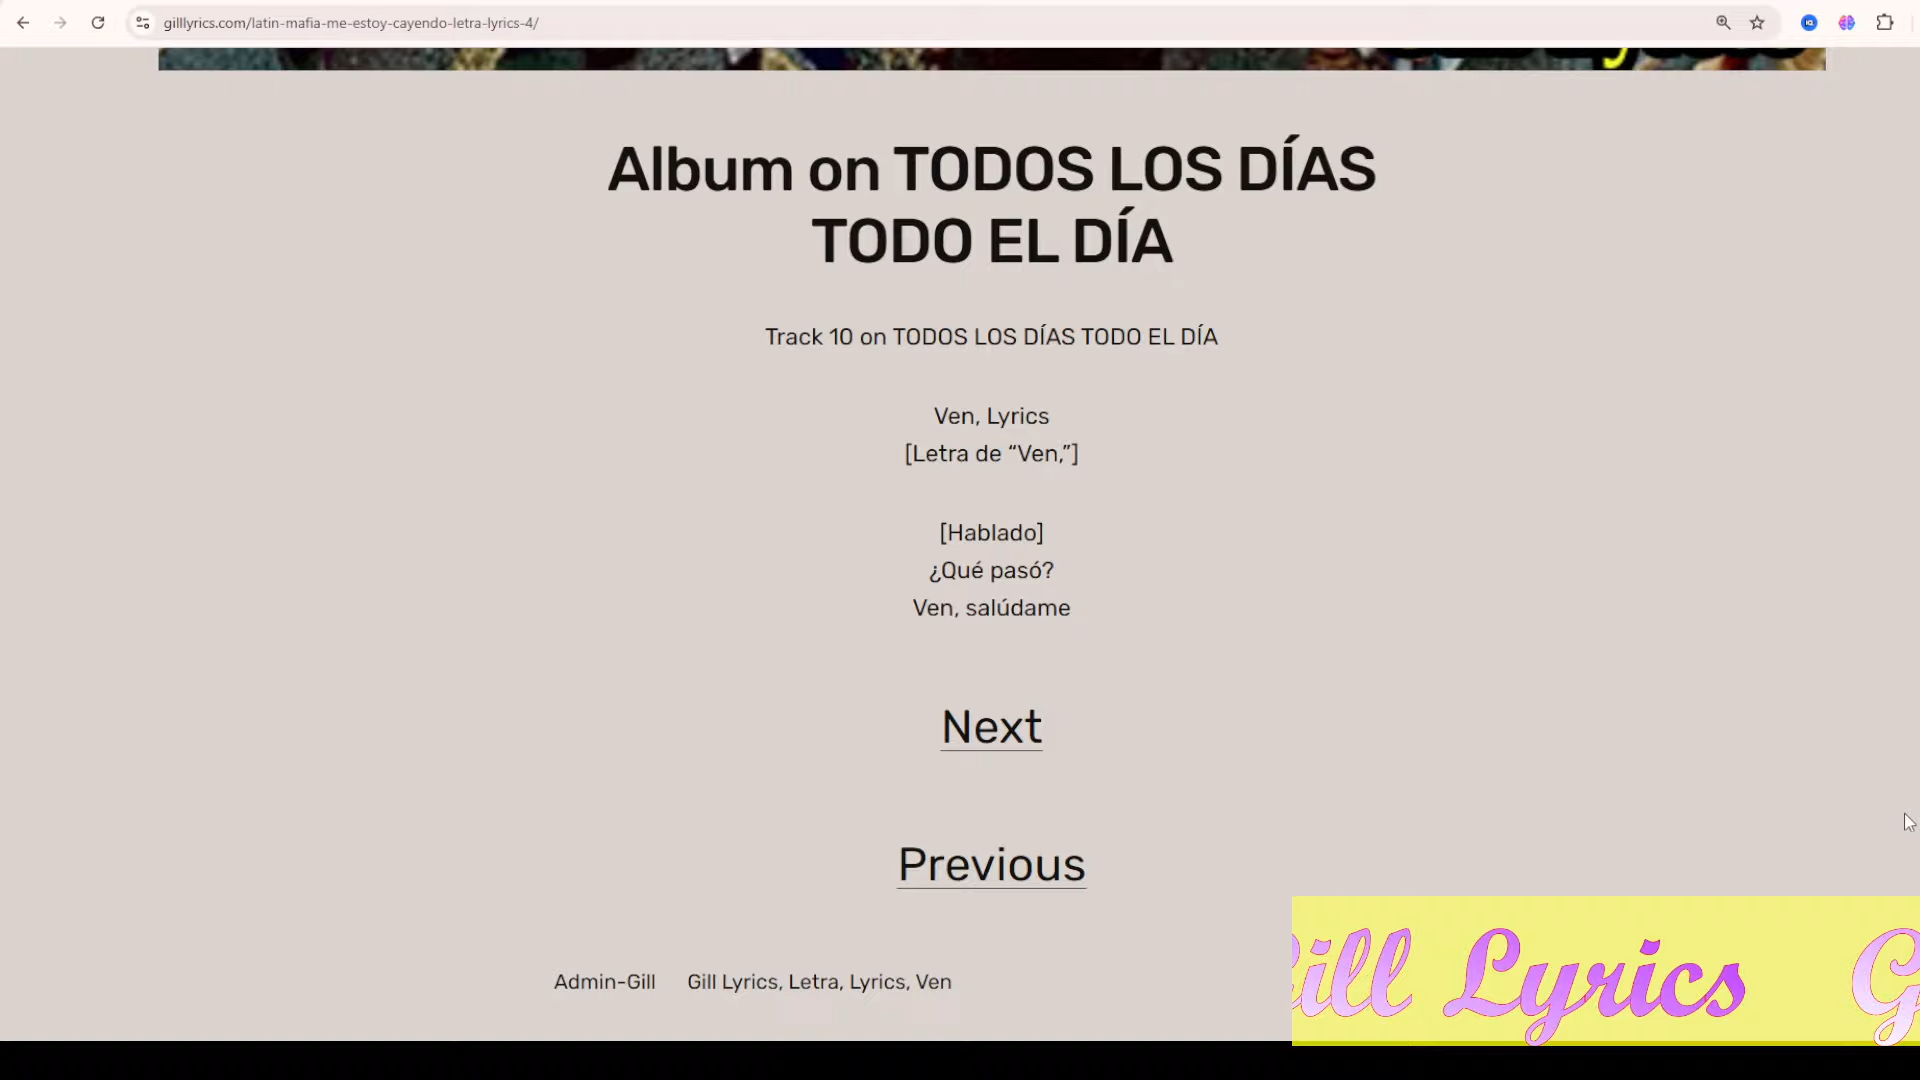 gilllyrics.com/latin-mafia-me-estoy-cayendo-letra-lyrics-4/
Album on TODOS LOS DÍAS
TODO EL DÍA
Track 10 on TODOS LOS DÍAS TODO EL DÍA
Ven, Lyrics
[Letra de “Ven,”]
[Hablado]
¿Qué pasó?
Ven, salúdame
Next
Previous
Admin-Gill Gill Lyrics, Letra, Lyrics, Ven
Gill Lyrics G